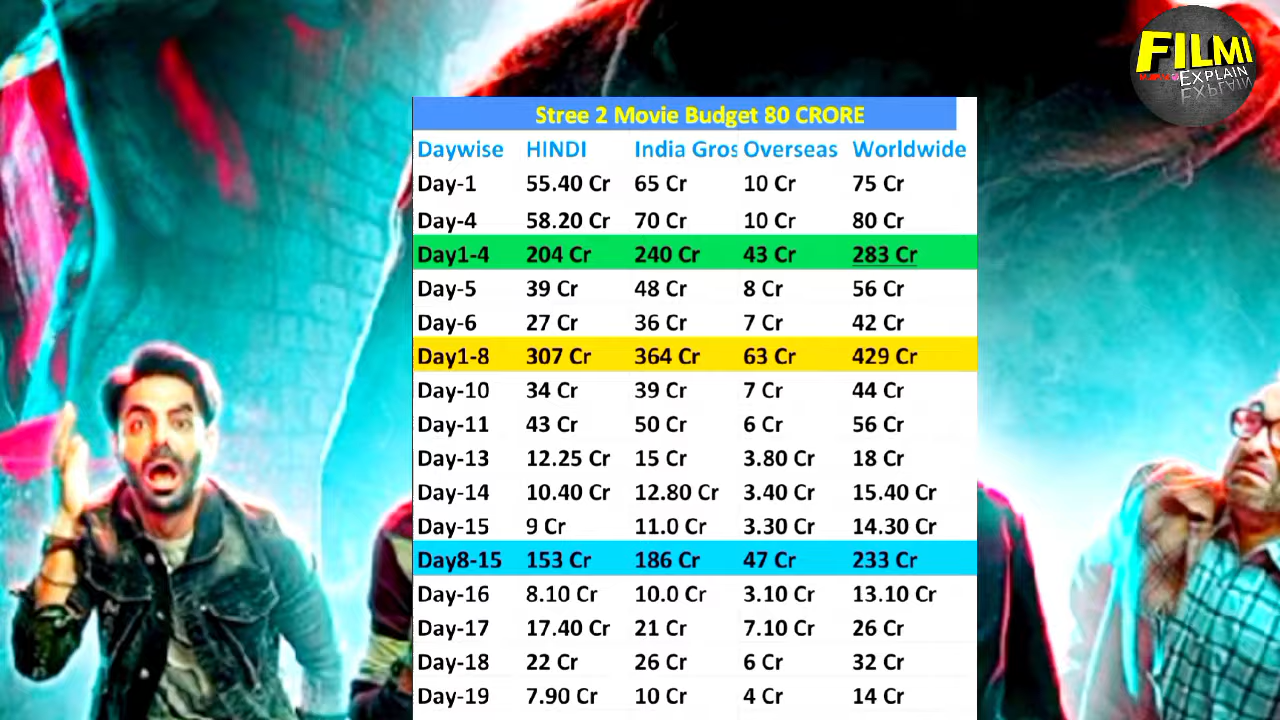 FILMI
EXPLAIN
Stree 2 Movie Budget 80 CRORE
Daywise HINDI India Gros Overseas Worldwide
Day-1 55.40 Cr 65 Cr 10 Cr 75 Cr
Day-4 58.20 Cr 70 Cr 10 Cr 80 Cr
Day1-4 204 Cr 240 Cr 43 Cr 283 Cr
Day-5 39 Cr 48 Cr 8 Cr 56 Cr
Day-6 27 Cr 36 Cr 7 Cr 42 Cr
Day1-8 307 Cr 364 Cr 63 Cr 429 Cr
Day-10 34 Cr 39 Cr 7 Cr 44 Cr
Day-11 43 Cr 50 Cr 6 Cr 56 Cr
Day-13 12.25 Cr 15 Cr 3.80 Cr 18 Cr
Day-14 10.40 Cr 12.80 Cr 3.40 Cr 15.40 Cr
Day-15 9 Cr 11.0 Cr 3.30 Cr 14.30 Cr
Day8-15 153 Cr 186 Cr 47 Cr 233 Cr
Day-16 8.10 Cr 10.0 Cr 3.10 Cr 13.10 Cr
Day-17 17.40 Cr 21 Cr 7.10 Cr 26 Cr
Day-18 22 Cr 26 Cr 6 Cr 32 Cr
Day-19 7.90 Cr 10 Cr 4 Cr 14 Cr